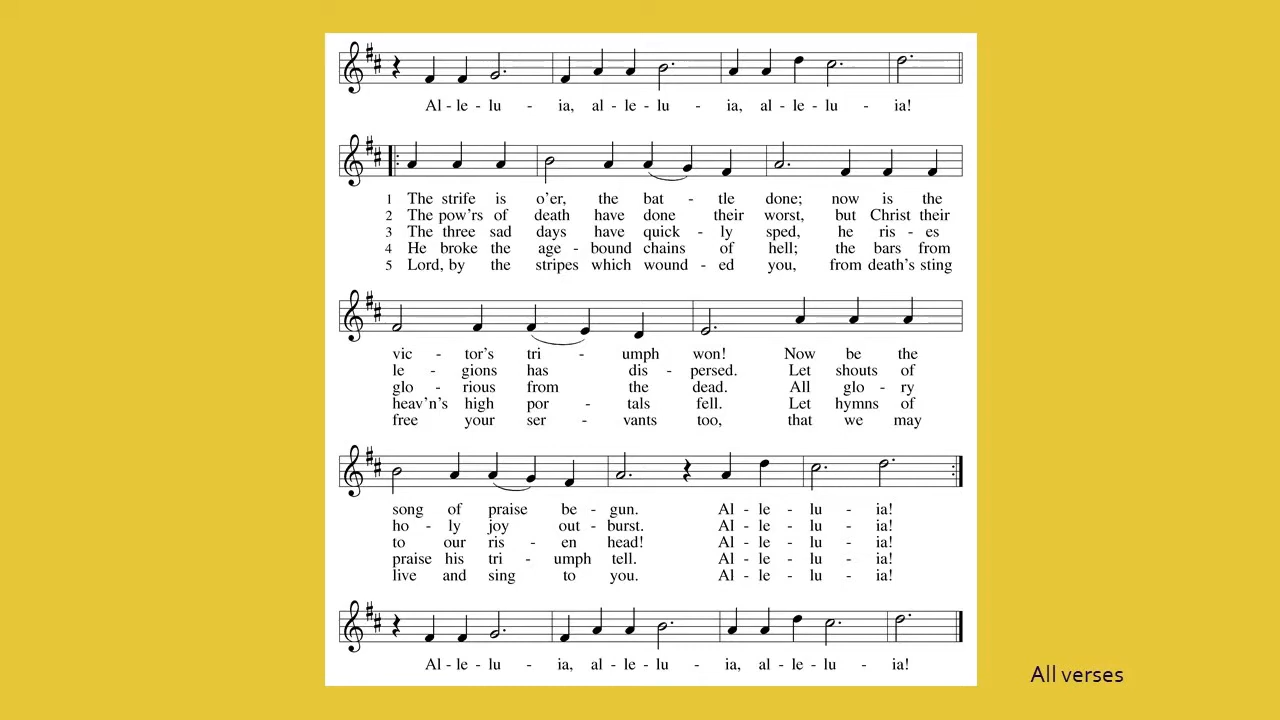 Al - le - lu - ia, al - le - lu - ia, al - le - lu - ia!
1 The strife is o'er, the bat - tle done; now is the
2 The pow'rs of death have done their worst, but Christ their
3 The three sad days have quick - ly sped, he ris - es
4 He broke the age - bound chains of hell; the bars from
5 Lord, by the stripes which wound - ed you, from death's sting
vic - tor's tri - umph won! Now be the
le - gions has dis - persed. Let shouts of
glo - rious from the dead. All glo - ry
heav'n's high por - tals fell. Let hymns of
free your ser - vants too, that we may
song of praise be - gun. Al - le - lu - ia!
ho - ly joy out - burst. Al - le - lu - ia!
to our ris - en head! Al - le - lu - ia!
praise his tri - umph tell. Al - le - lu - ia!
live and sing to you. Al - le - lu - ia!
Al - le - lu - ia, al - le - lu - ia, al - le - lu - ia!
All verses